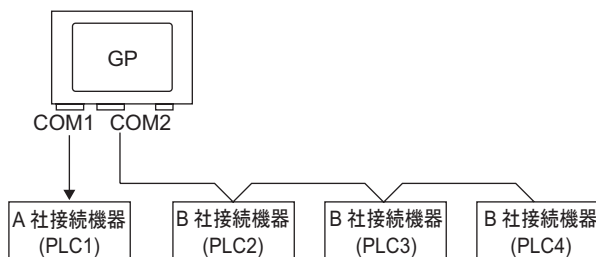 GP
COM1 COM2
A 社接続機器
(PLC1)
B 社接続機器
(PLC2)
B 社接続機器
(PLC3)
B 社接続機器
(PLC4)